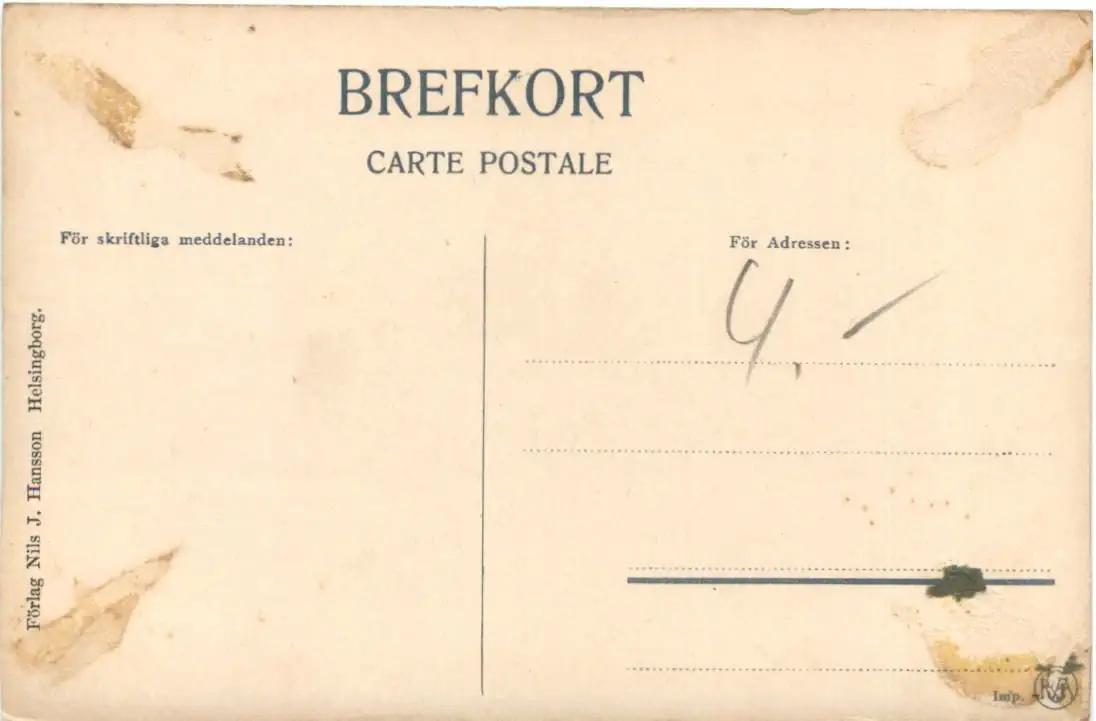 BREFKORT
CARTE POSTALE
För skriftliga meddelanden:
För Adressen:
4,-
Förlag Nils J. Hansson Helsingborg.
Imp.